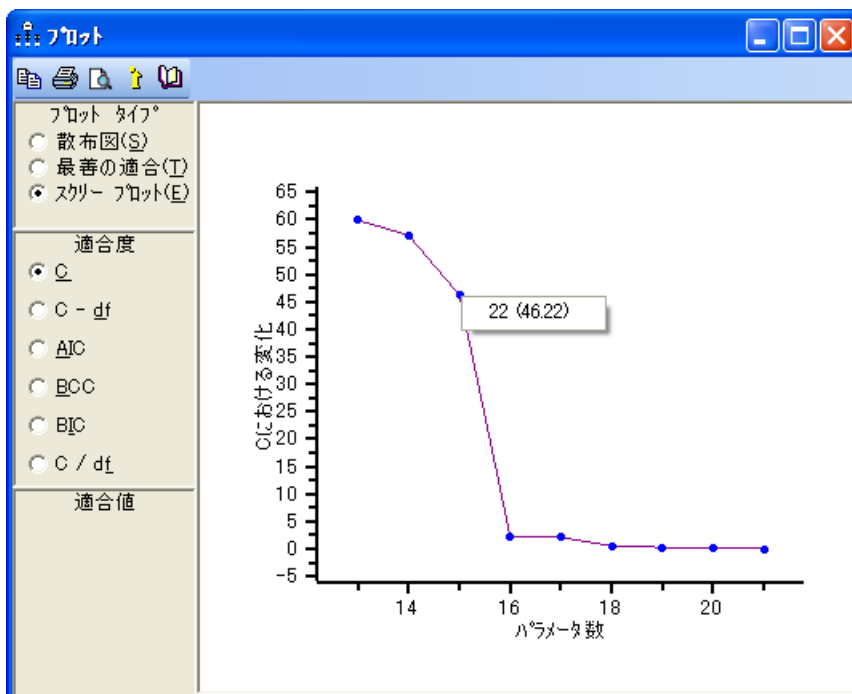 プロット
プロット タイプ
散布図(S)
最善の適合(T)
スクリー プロット(E)
適合度
C
C - df
AIC
BCC
BIC
C / df
適合値
Cにおける変化
65
60
55
50
45
40
35
30
25
20
15
10
5
0
-5
22 (46.22)
14
16
18
20
パラメータ数